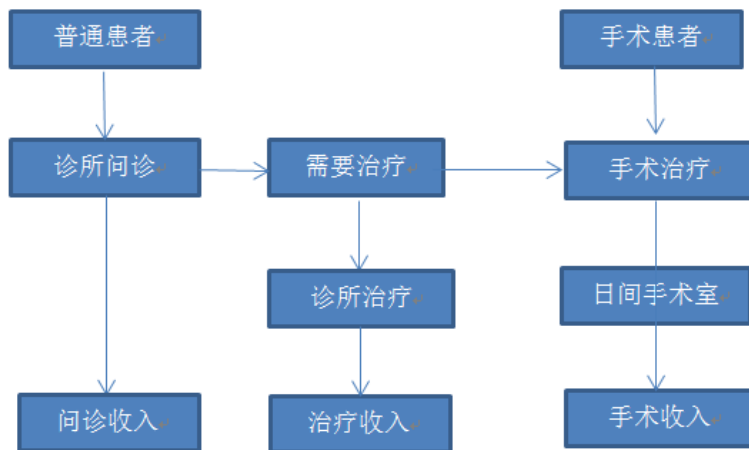 普通患者
手术患者
诊所问诊
需要治疗
手术治疗
诊所治疗
日间手术室
问诊收入
治疗收入
手术收入